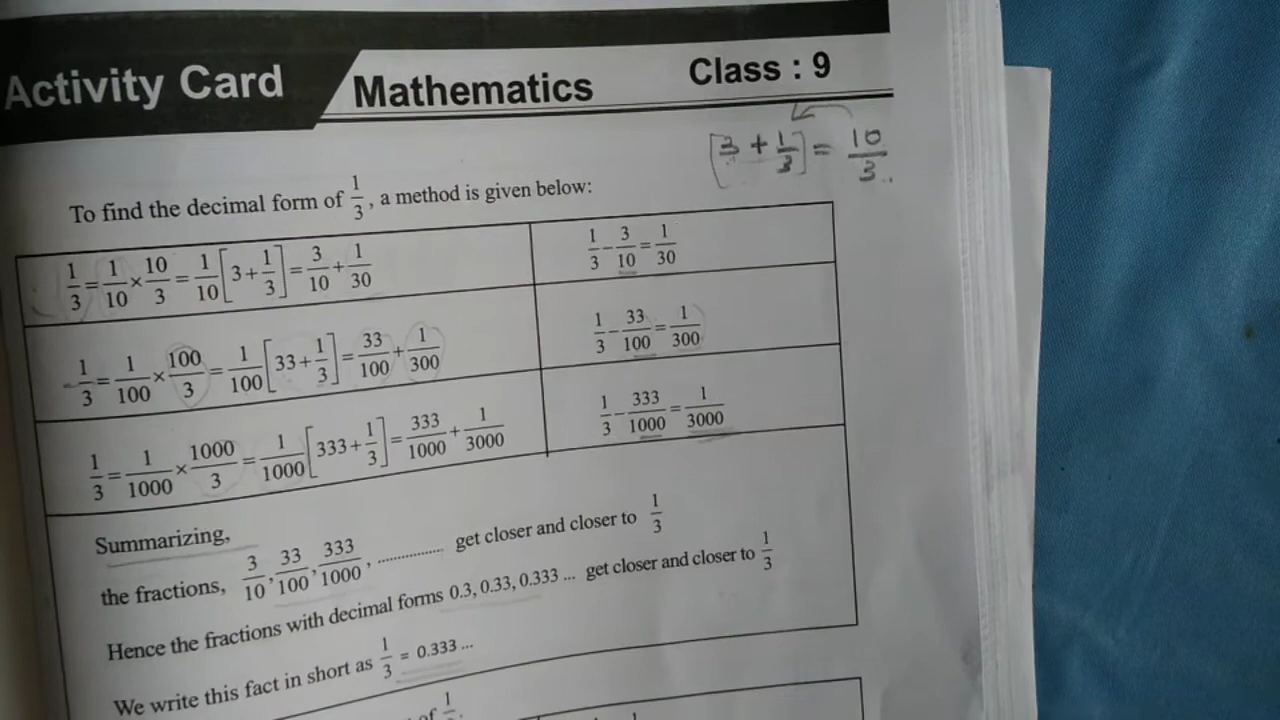 Activity Card Mathematics Class : 9
[3 + 1/3] = 10/3
To find the decimal form of 1/3, a method is given below:
1/3 = 1/10 × 10/3 = 1/10 [3 + 1/3] = 3/10 + 1/30
1/3 − 3/10 = 1/30
1/3 = 1/100 × 100/3 = 1/100 [33 + 1/3] = 33/100 + 1/300
1/3 − 33/100 = 1/300
1/3 = 1/1000 × 1000/3 = 1/1000 [333 + 1/3] = 333/1000 + 1/3000
1/3 − 333/1000 = 1/3000
Summarizing,
the fractions, 3/10, 33/100, 333/1000, ................ get closer and closer to 1/3
Hence the fractions with decimal forms 0.3, 0.33, 0.333 ... get closer and closer to 1/3
We write this fact in short as 1/3 = 0.333 ...